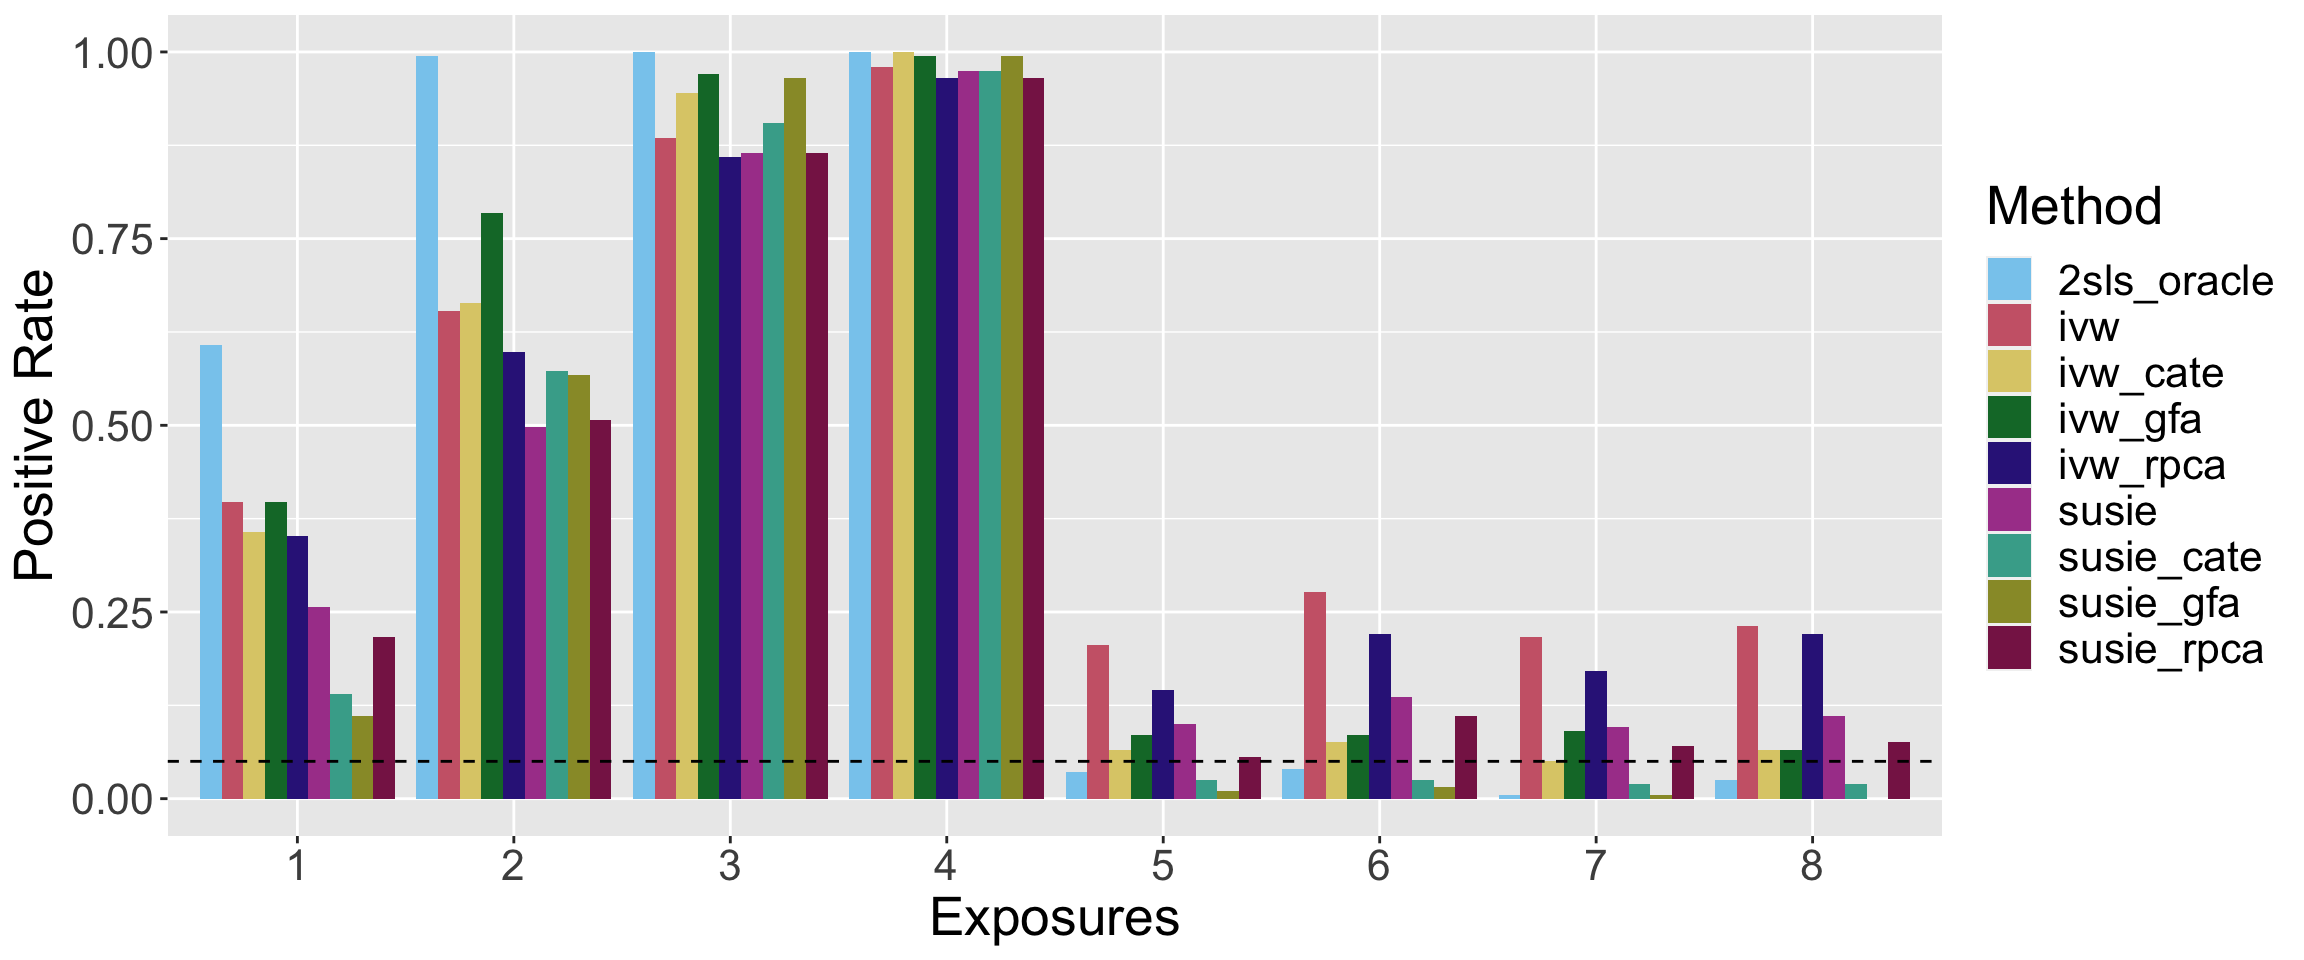 Positive Rate
1.00
0.75
0.50
0.25
0.00
1 2 3 4 5 6 7 8
Exposures
Method
2sls_oracle
ivw
ivw_cate
ivw_gfa
ivw_rpca
susie
susie_cate
susie_gfa
susie_rpca